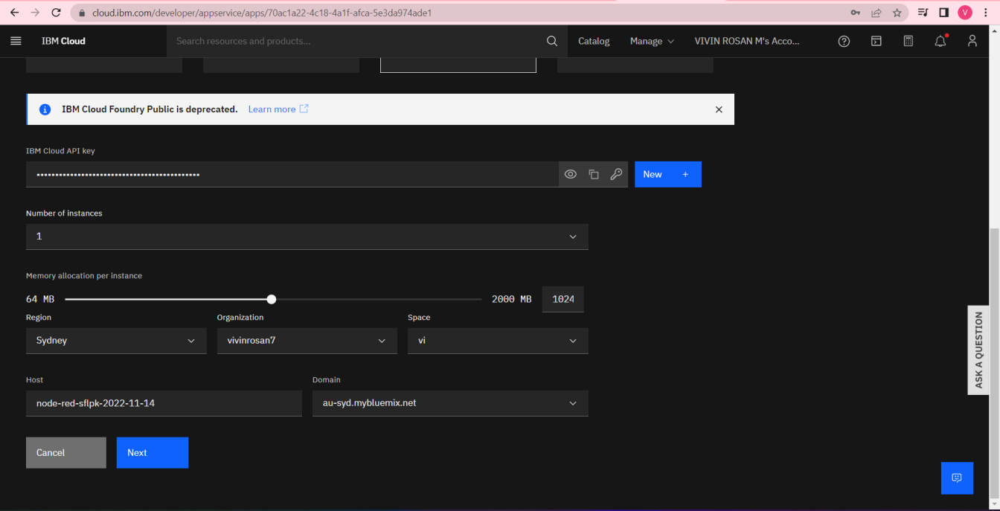 cloud.ibm.com/developer/appservice/apps/70ac1a22-4c18-4a1f-afca-5e3da974ade1
V
IBM Cloud
Search resources and products...
Catalog
Manage
VIVIN ROSAN M's Acco...
IBM Cloud Foundry Public is deprecated. Learn more
IBM Cloud API key
••••••••••••••••••••••••••••••••••••••••••••
New +
Number of instances
1
Memory allocation per instance
64 MB
2000 MB
1024
Region
Organization
Space
Sydney
vivinrosan7
vi
Host
Domain
node-red-sflpk-2022-11-14
au-syd.mybluemix.net
Cancel
Next
ASK A QUESTION